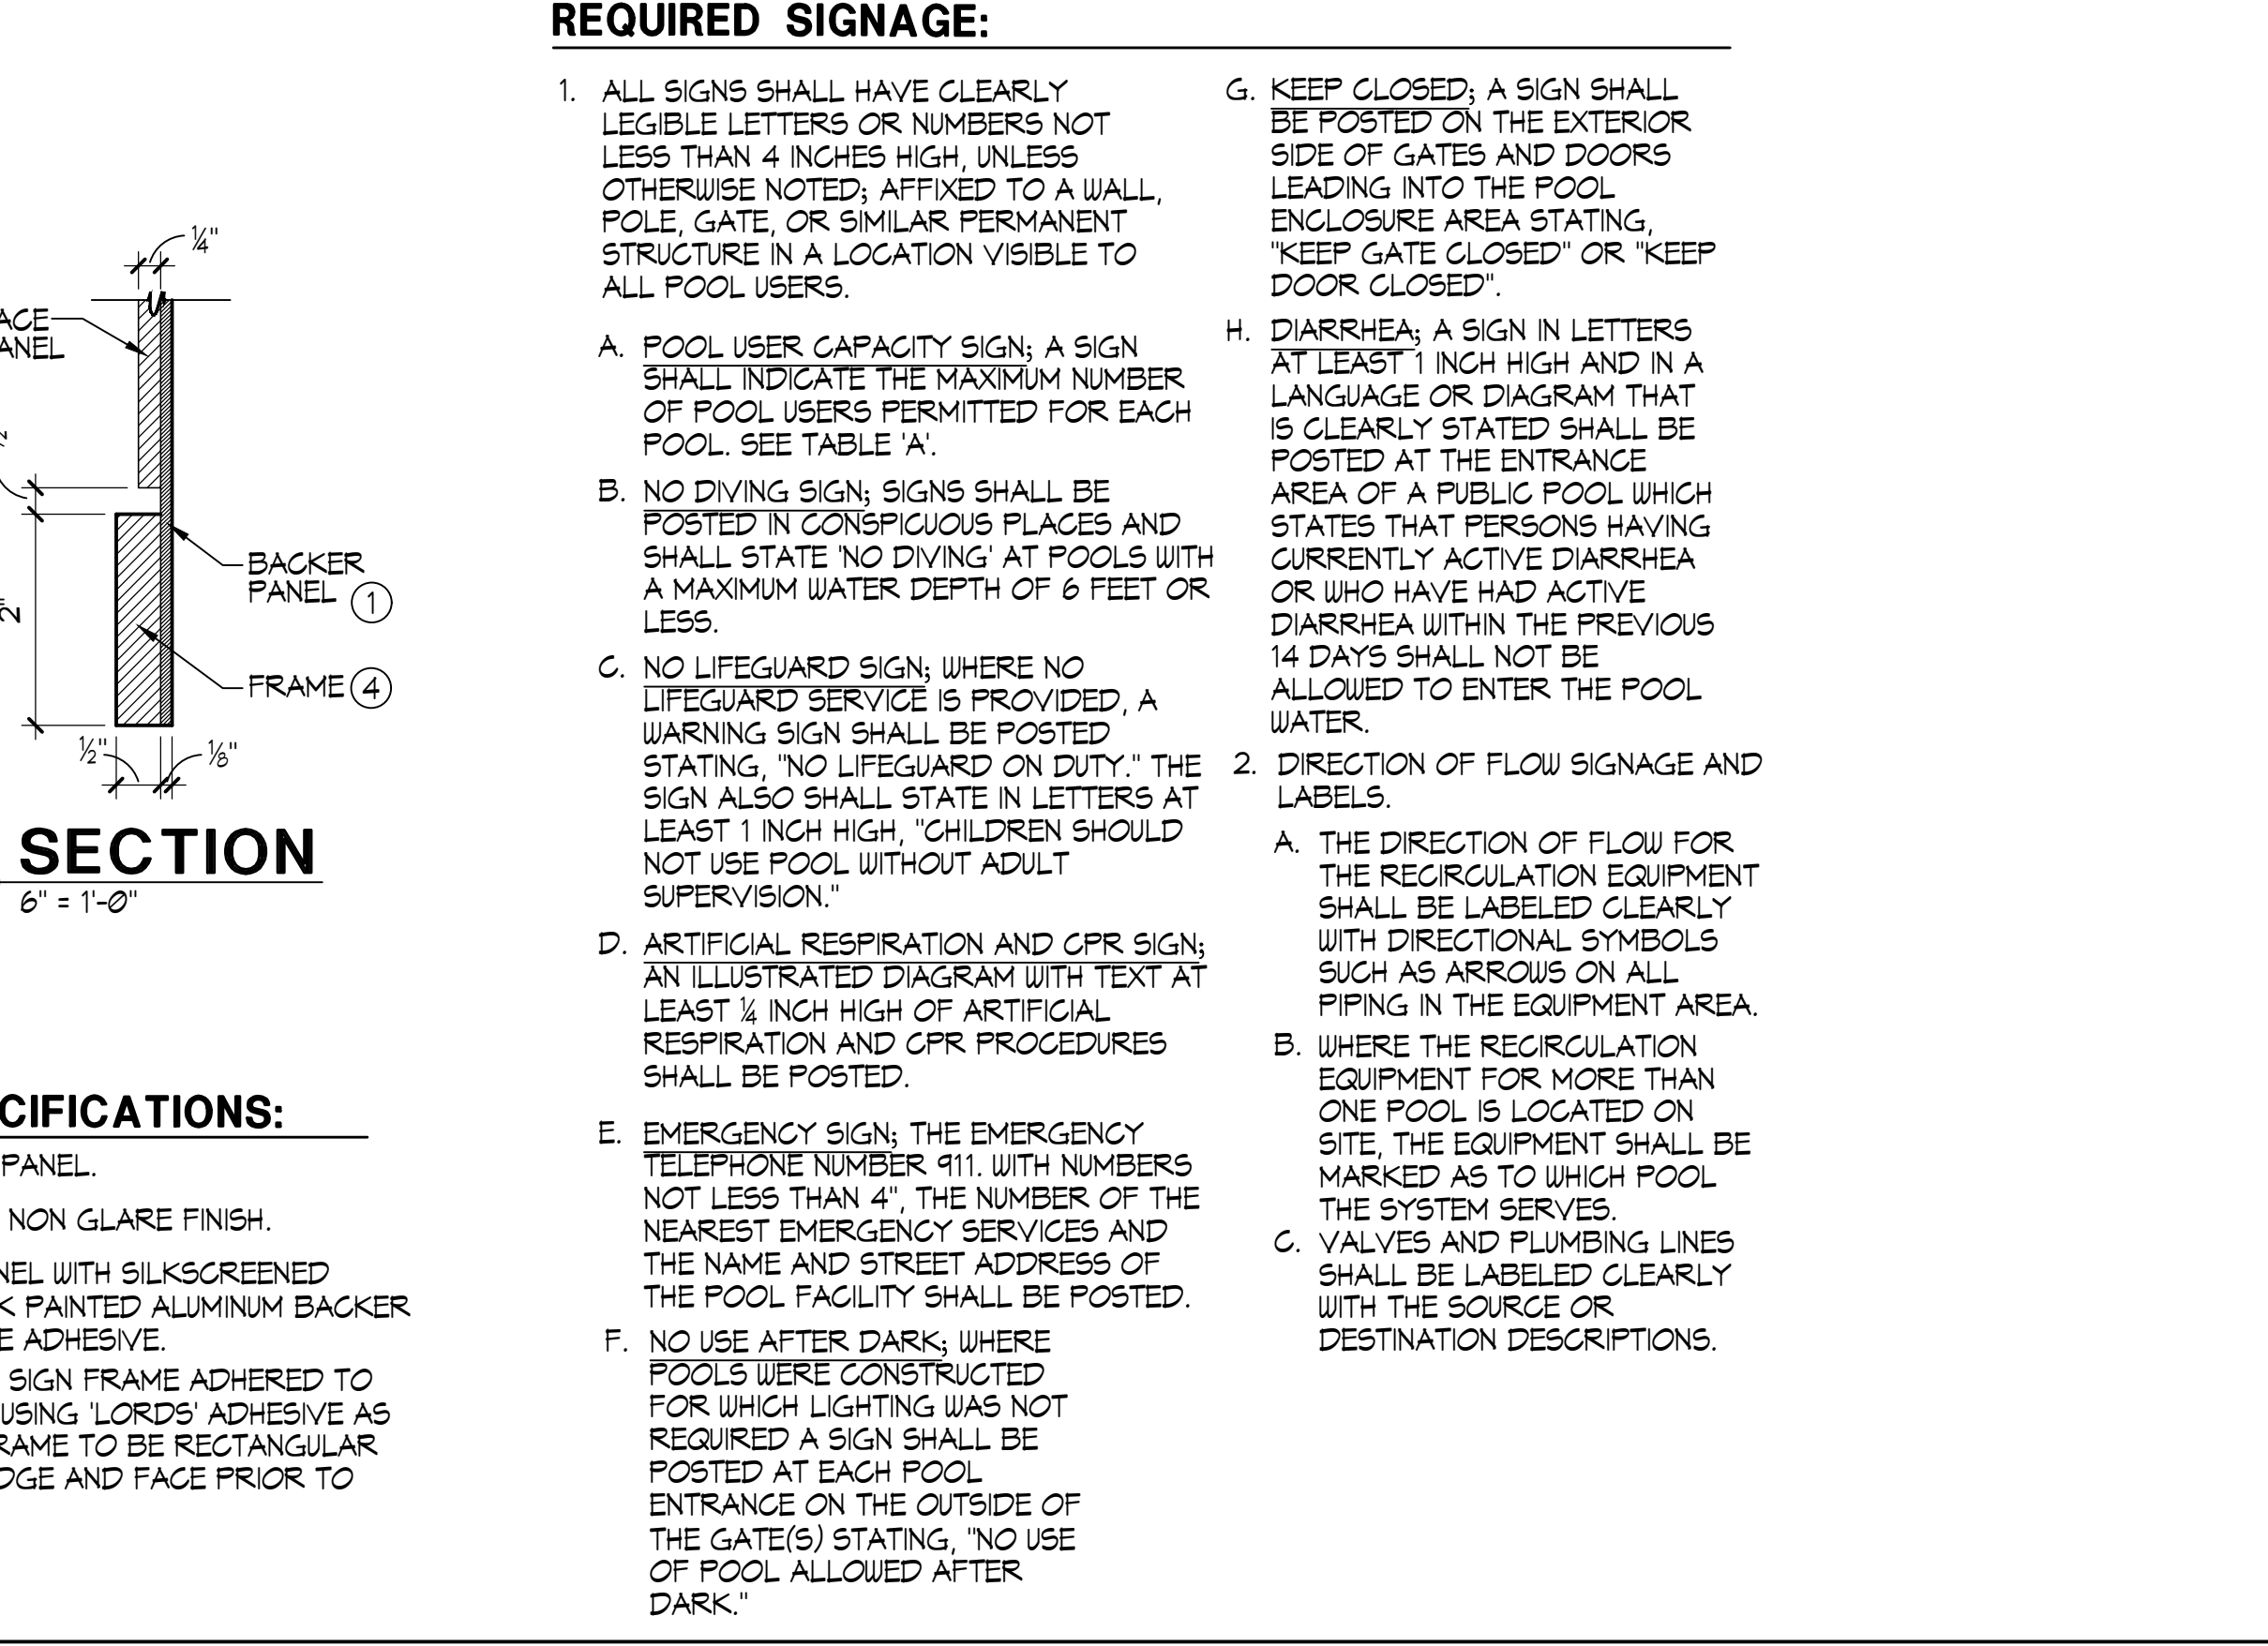 ¼"
ACE
ANEL
2"
BACKER
PANEL 1
FRAME 4
½"
⅛"
SECTION
6" = 1'-0"
CIFICATIONS:
PANEL.
NON GLARE FINISH.
NEL WITH SILKSCREENED
K PAINTED ALUMINUM BACKER
E ADHESIVE.
SIGN FRAME ADHERED TO
USING 'LORDS' ADHESIVE AS
RAME TO BE RECTANGULAR
DGE AND FACE PRIOR TO
REQUIRED SIGNAGE:
1. ALL SIGNS SHALL HAVE CLEARLY
LEGIBLE LETTERS OR NUMBERS NOT
LESS THAN 4 INCHES HIGH, UNLESS
OTHERWISE NOTED; AFFIXED TO A WALL,
POLE, GATE, OR SIMILAR PERMANENT
STRUCTURE IN A LOCATION VISIBLE TO
ALL POOL USERS.
A. POOL USER CAPACITY SIGN; A SIGN
SHALL INDICATE THE MAXIMUM NUMBER
OF POOL USERS PERMITTED FOR EACH
POOL. SEE TABLE 'A'.
B. NO DIVING SIGN; SIGNS SHALL BE
POSTED IN CONSPICUOUS PLACES AND
SHALL STATE 'NO DIVING' AT POOLS WITH
A MAXIMUM WATER DEPTH OF 6 FEET OR
LESS.
C. NO LIFEGUARD SIGN; WHERE NO
LIFEGUARD SERVICE IS PROVIDED, A
WARNING SIGN SHALL BE POSTED
STATING, "NO LIFEGUARD ON DUTY." THE
SIGN ALSO SHALL STATE IN LETTERS AT
LEAST 1 INCH HIGH, "CHILDREN SHOULD
NOT USE POOL WITHOUT ADULT
SUPERVISION."
D. ARTIFICIAL RESPIRATION AND CPR SIGN;
AN ILLUSTRATED DIAGRAM WITH TEXT AT
LEAST ¼ INCH HIGH OF ARTIFICIAL
RESPIRATION AND CPR PROCEDURES
SHALL BE POSTED.
E. EMERGENCY SIGN; THE EMERGENCY
TELEPHONE NUMBER 911. WITH NUMBERS
NOT LESS THAN 4", THE NUMBER OF THE
NEAREST EMERGENCY SERVICES AND
THE NAME AND STREET ADDRESS OF
THE POOL FACILITY SHALL BE POSTED.
F. NO USE AFTER DARK; WHERE
POOLS WERE CONSTRUCTED
FOR WHICH LIGHTING WAS NOT
REQUIRED A SIGN SHALL BE
POSTED AT EACH POOL
ENTRANCE ON THE OUTSIDE OF
THE GATE(S) STATING, "NO USE
OF POOL ALLOWED AFTER
DARK."
G. KEEP CLOSED; A SIGN SHALL
BE POSTED ON THE EXTERIOR
SIDE OF GATES AND DOORS
LEADING INTO THE POOL
ENCLOSURE AREA STATING,
"KEEP GATE CLOSED" OR "KEEP
DOOR CLOSED".
H. DIARRHEA; A SIGN IN LETTERS
AT LEAST 1 INCH HIGH AND IN A
LANGUAGE OR DIAGRAM THAT
IS CLEARLY STATED SHALL BE
POSTED AT THE ENTRANCE
AREA OF A PUBLIC POOL WHICH
STATES THAT PERSONS HAVING
CURRENTLY ACTIVE DIARRHEA
OR WHO HAVE HAD ACTIVE
DIARRHEA WITHIN THE PREVIOUS
14 DAYS SHALL NOT BE
ALLOWED TO ENTER THE POOL
WATER.
2. DIRECTION OF FLOW SIGNAGE AND
LABELS.
A. THE DIRECTION OF FLOW FOR
THE RECIRCULATION EQUIPMENT
SHALL BE LABELED CLEARLY
WITH DIRECTIONAL SYMBOLS
SUCH AS ARROWS ON ALL
PIPING IN THE EQUIPMENT AREA.
B. WHERE THE RECIRCULATION
EQUIPMENT FOR MORE THAN
ONE POOL IS LOCATED ON
SITE, THE EQUIPMENT SHALL BE
MARKED AS TO WHICH POOL
THE SYSTEM SERVES.
C. VALVES AND PLUMBING LINES
SHALL BE LABELED CLEARLY
WITH THE SOURCE OR
DESTINATION DESCRIPTIONS.